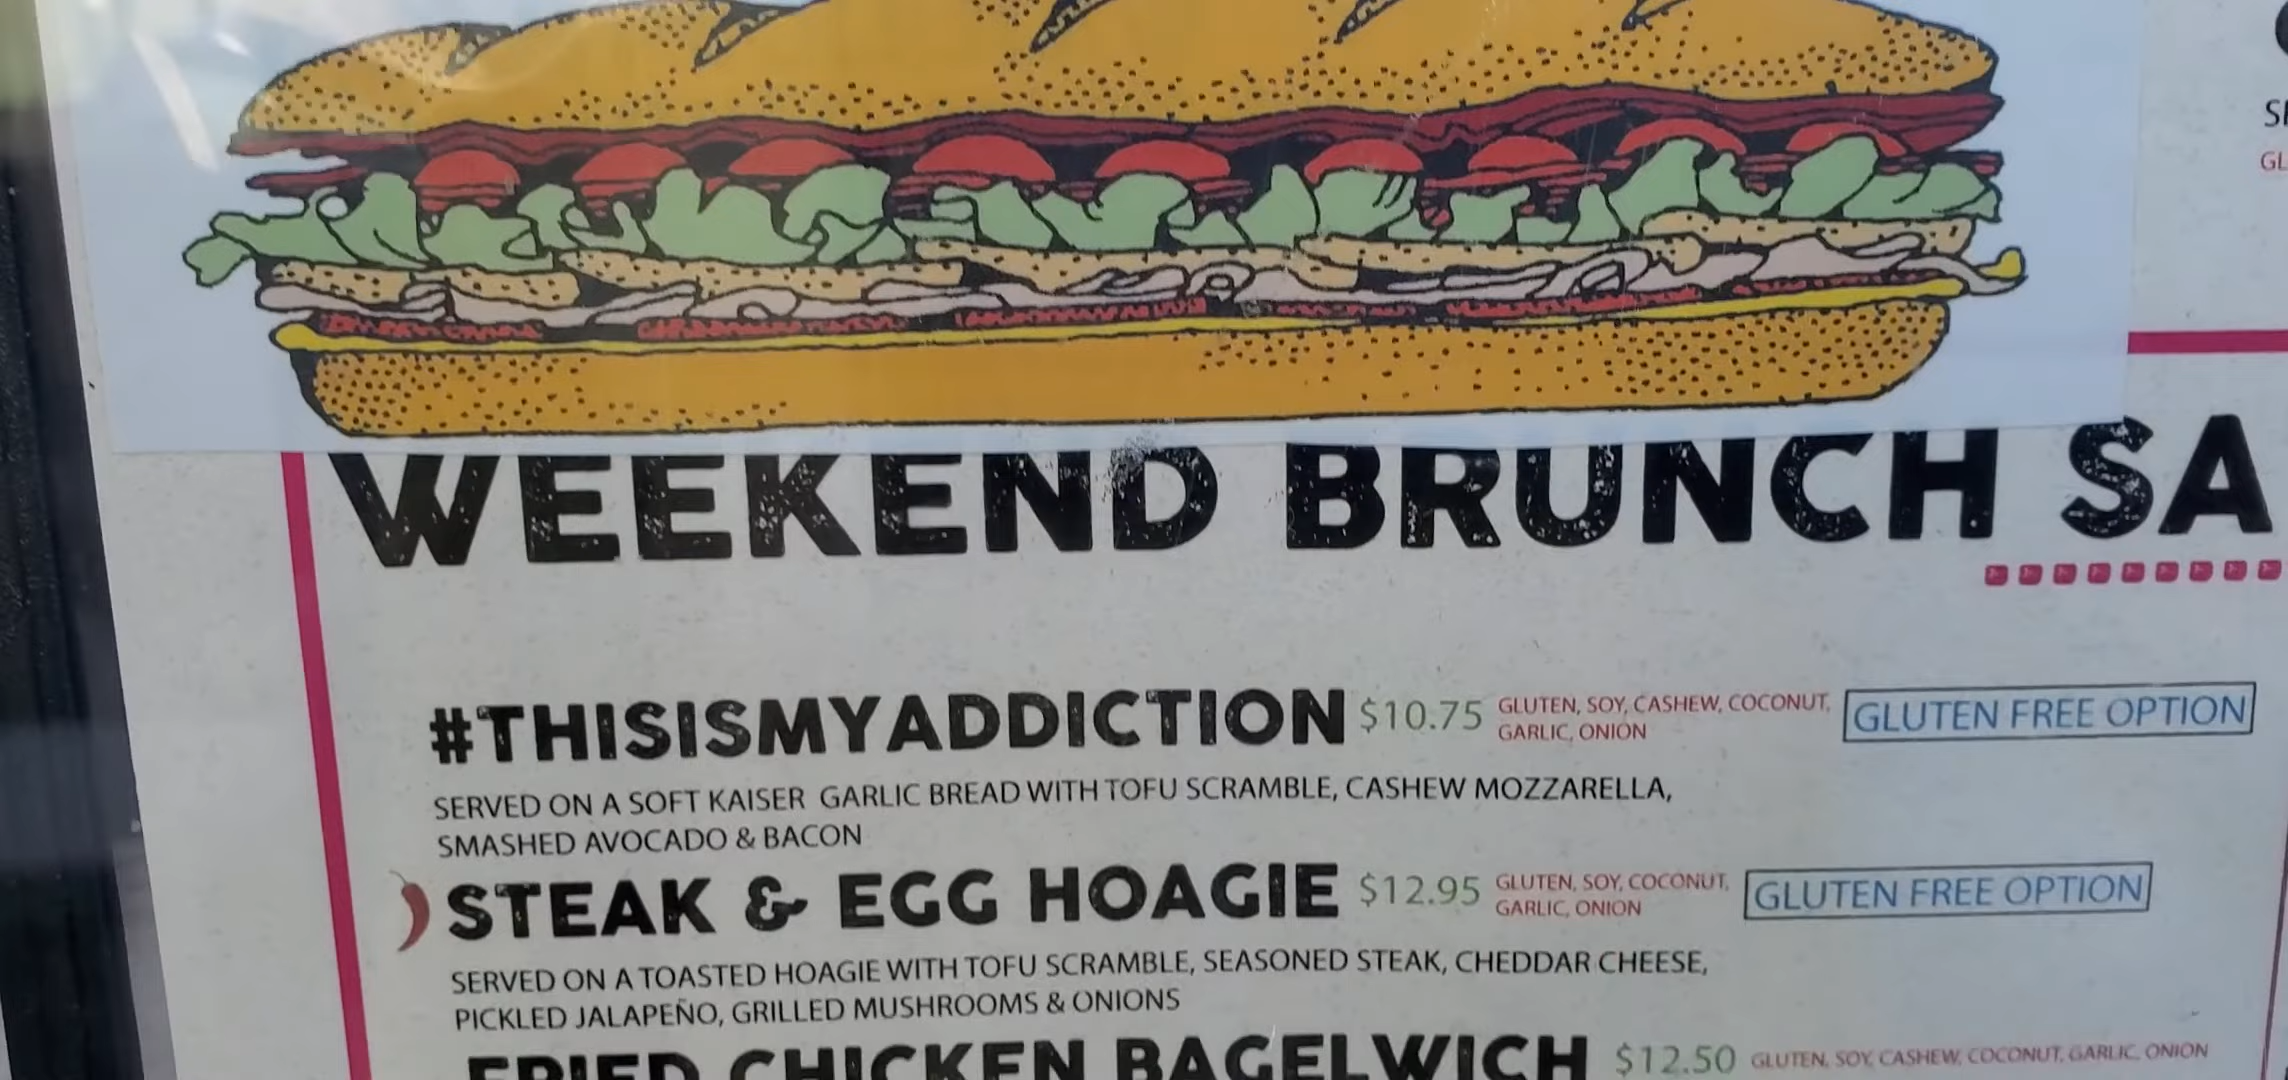 WEEKEND BRUNCH SA
#THISISMYADDICTION $10.75 GLUTEN, SOY, CASHEW, COCONUT, GLUTEN FREE OPTION
GARLIC, ONION
SERVED ON A SOFT KAISER GARLIC BREAD WITH TOFU SCRAMBLE, CASHEW MOZZARELLA,
SMASHED AVOCADO & BACON
STEAK & EGG HOAGIE $12.95 GLUTEN, SOY, COCONUT, GLUTEN FREE OPTION
GARLIC, ONION
SERVED ON A TOASTED HOAGIE WITH TOFU SCRAMBLE, SEASONED STEAK, CHEDDAR CHEESE,
PICKLED JALAPEÑO, GRILLED MUSHROOMS & ONIONS
FRIED CHICKEN BAGELWICH $12.50 GLUTEN, SOY, CASHEW, COCONUT, GARLIC, ONION